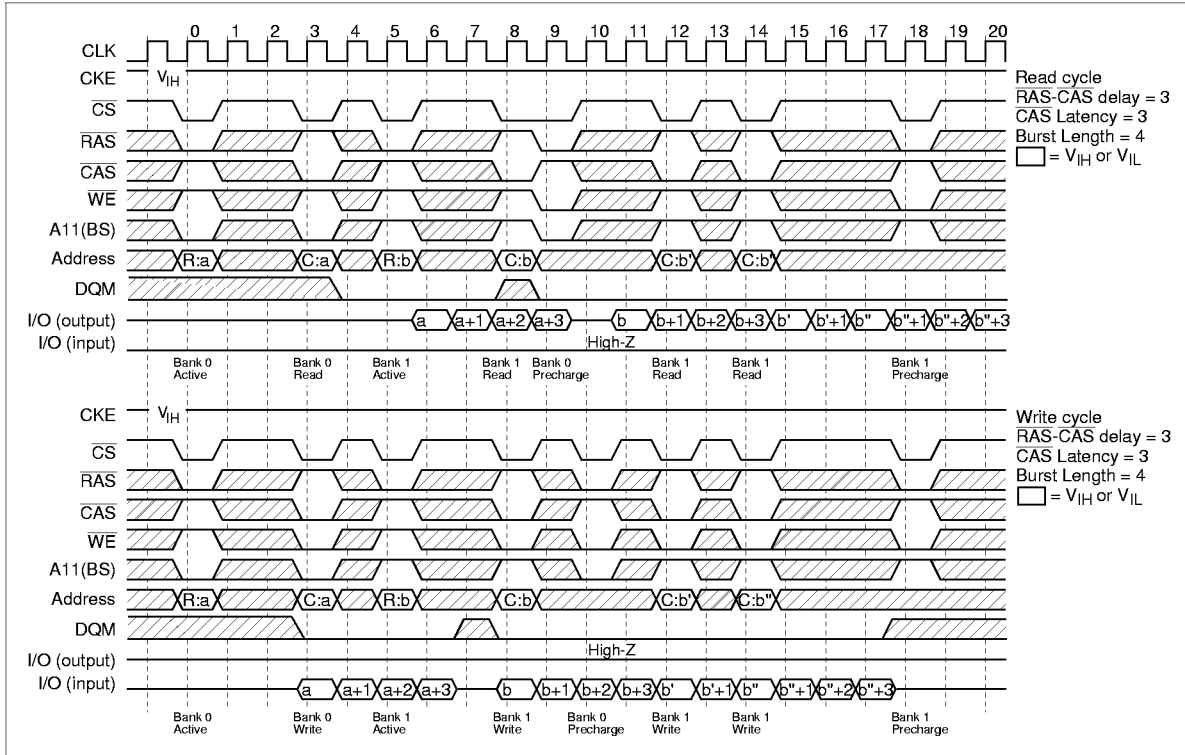 0 1 2 3 4 5 6 7 8 9 10 11 12 13 14 15 16 17 18 19 20
CLK
CKE VIH
CS
RAS
CAS
WE
A11(BS)
Address R:a C:a R:b C:b C:b' C:b"
DQM
I/O (output) a a+1 a+2 a+3 b b+1 b+2 b+3 b' b'+1 b" b"+1 b"+2 b"+3
I/O (input) High-Z
Bank 0 Active
Bank 0 Read
Bank 1 Active
Bank 1 Read
Bank 0 Precharge
Bank 1 Read
Bank 1 Read
Bank 1 Precharge
Read cycle
RAS-CAS delay = 3
CAS Latency = 3
Burst Length = 4
= VIH or VIL
CKE VIH
CS
RAS
CAS
WE
A11(BS)
Address R:a C:a R:b C:b C:b' C:b"
DQM
I/O (output) High-Z
I/O (input) a a+1 a+2 a+3 b b+1 b+2 b+3 b' b'+1 b" b"+1 b"+2 b"+3
Bank 0 Active
Bank 0 Write
Bank 1 Active
Bank 1 Write
Bank 0 Precharge
Bank 1 Write
Bank 1 Write
Bank 1 Precharge
Write cycle
RAS-CAS delay = 3
CAS Latency = 3
Burst Length = 4
= VIH or VIL